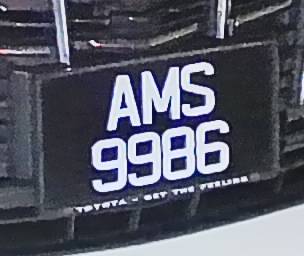 AMS
9986
TOYOTA - GET THE FEELING